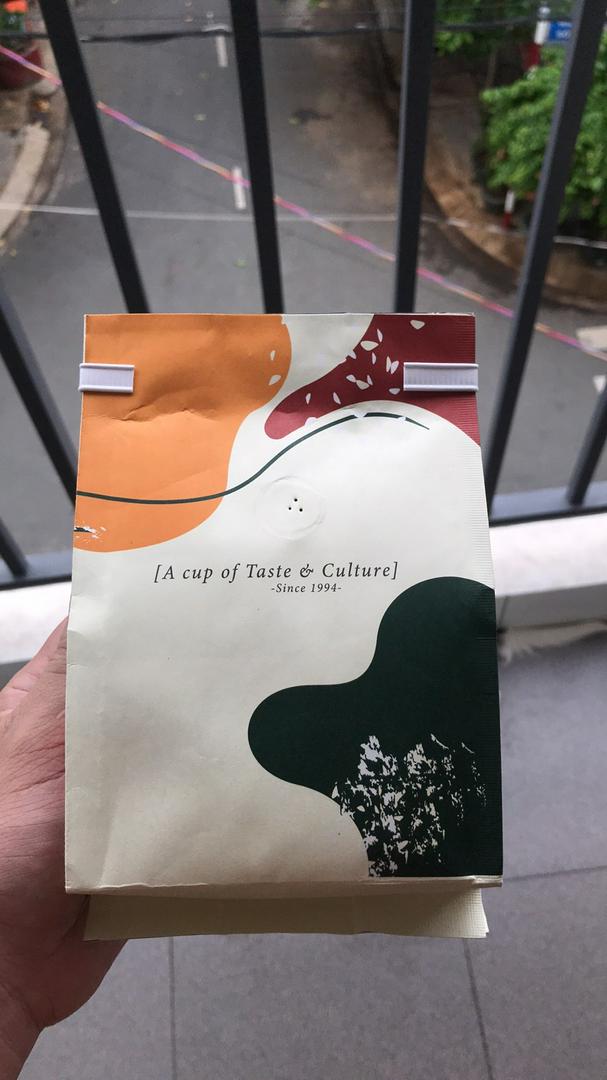 [A cup of Taste & Culture]
-Since 1994-